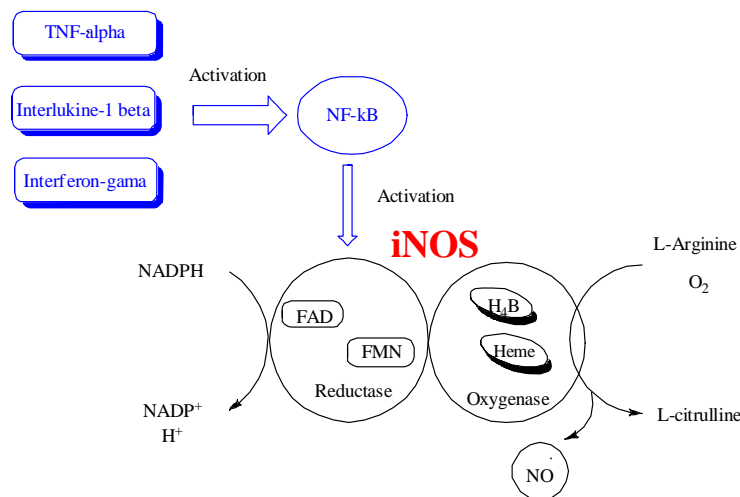 TNF-alpha
Activation
Interlukine-1 beta
NF-kB
Interferon-gama
Activation
iNOS
L-Arginine
NADPH
O2
H4B
FAD
Heme
FMN
Reductase
Oxygenase
NADP+
L-citrulline
H+
NO